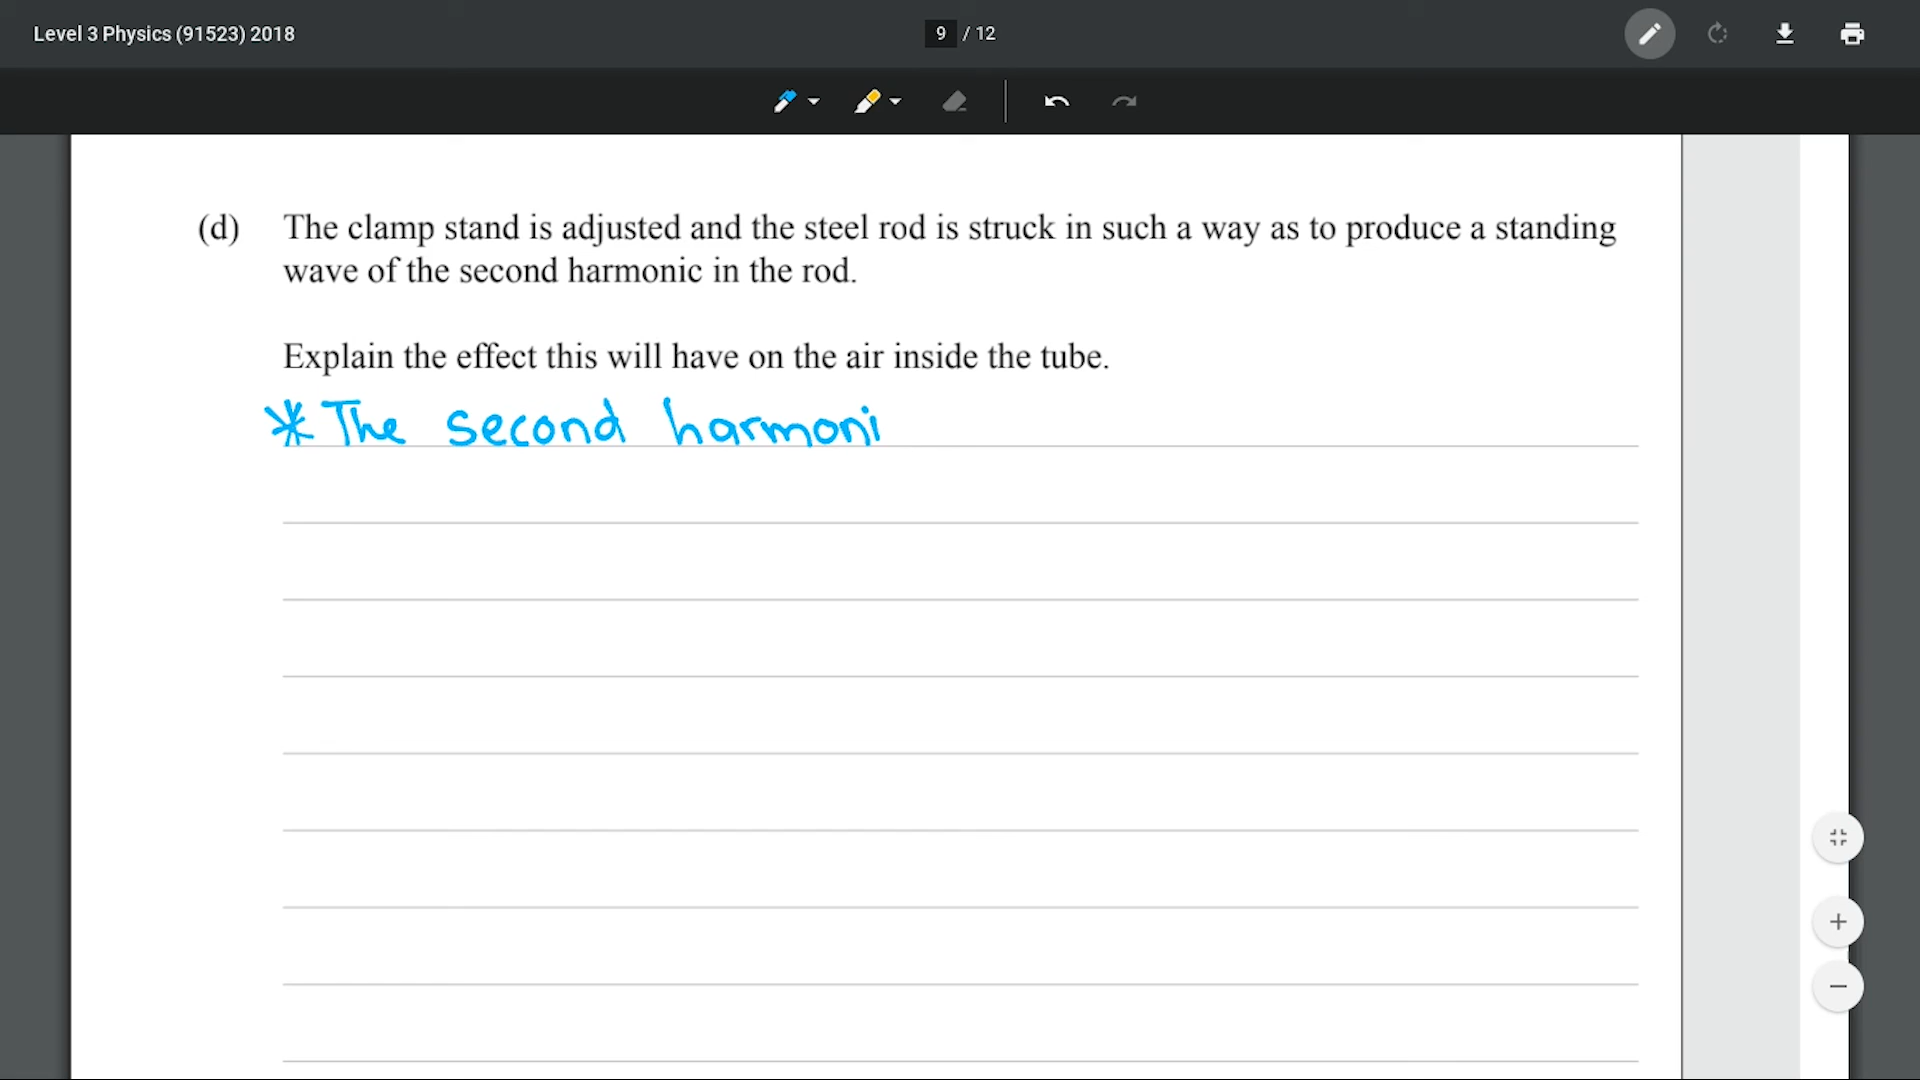 Level 3 Physics (91523) 2018
9 / 12
(d) The clamp stand is adjusted and the steel rod is struck in such a way as to produce a standing
wave of the second harmonic in the rod.
Explain the effect this will have on the air inside the tube.
* The second harmoni